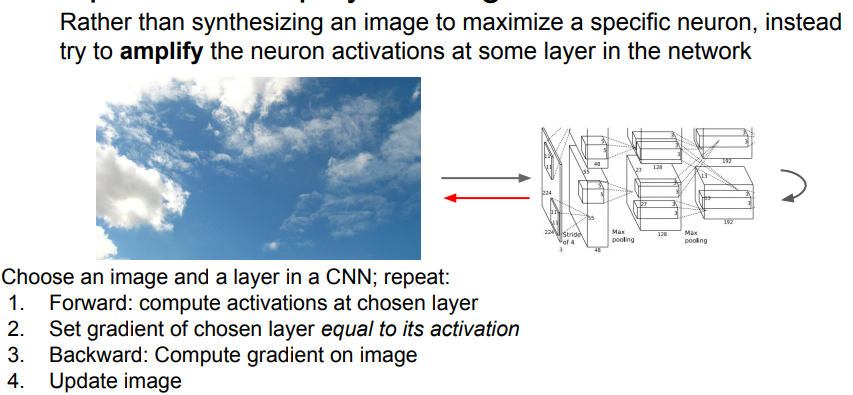 Rather than synthesizing an image to maximize a specific neuron, instead
try to amplify the neuron activations at some layer in the network
11
11
224
224
11
11
Stride
of 4
3
48
55
5
5
55
48
Max
pooling
27
128
27
3
3
128
Max
pooling
192
13
13
3
3
192
Choose an image and a layer in a CNN; repeat:
1. Forward: compute activations at chosen layer
2. Set gradient of chosen layer equal to its activation
3. Backward: Compute gradient on image
4. Update image